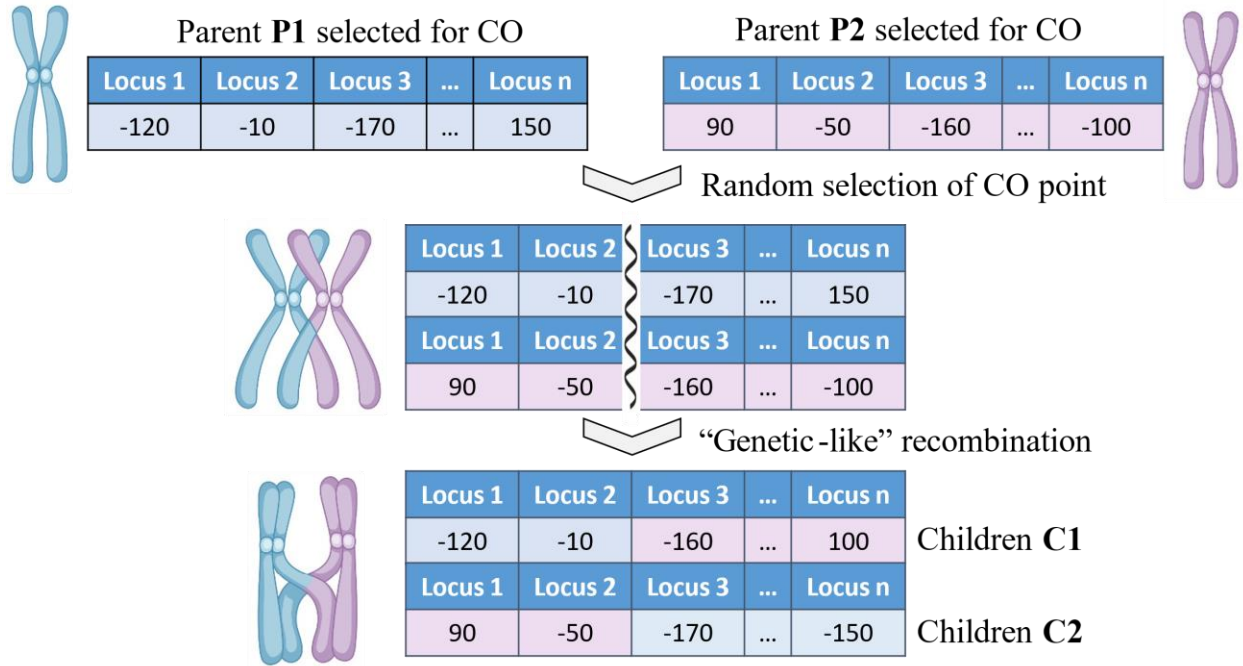 Parent P1 selected for CO
Parent P2 selected for CO
Locus 1 Locus 2 Locus 3 ... Locus n
-120 -10 -170 ... 150
Locus 1 Locus 2 Locus 3 ... Locus n
90 -50 -160 ... -100
Random selection of CO point
Locus 1 Locus 2 Locus 3 ... Locus n
-120 -10 -170 ... 150
Locus 1 Locus 2 Locus 3 ... Locus n
90 -50 -160 ... -100
“Genetic-like” recombination
Locus 1 Locus 2 Locus 3 ... Locus n
-120 -10 -160 ... 100 Children C1
Locus 1 Locus 2 Locus 3 ... Locus n
90 -50 -170 ... -150 Children C2